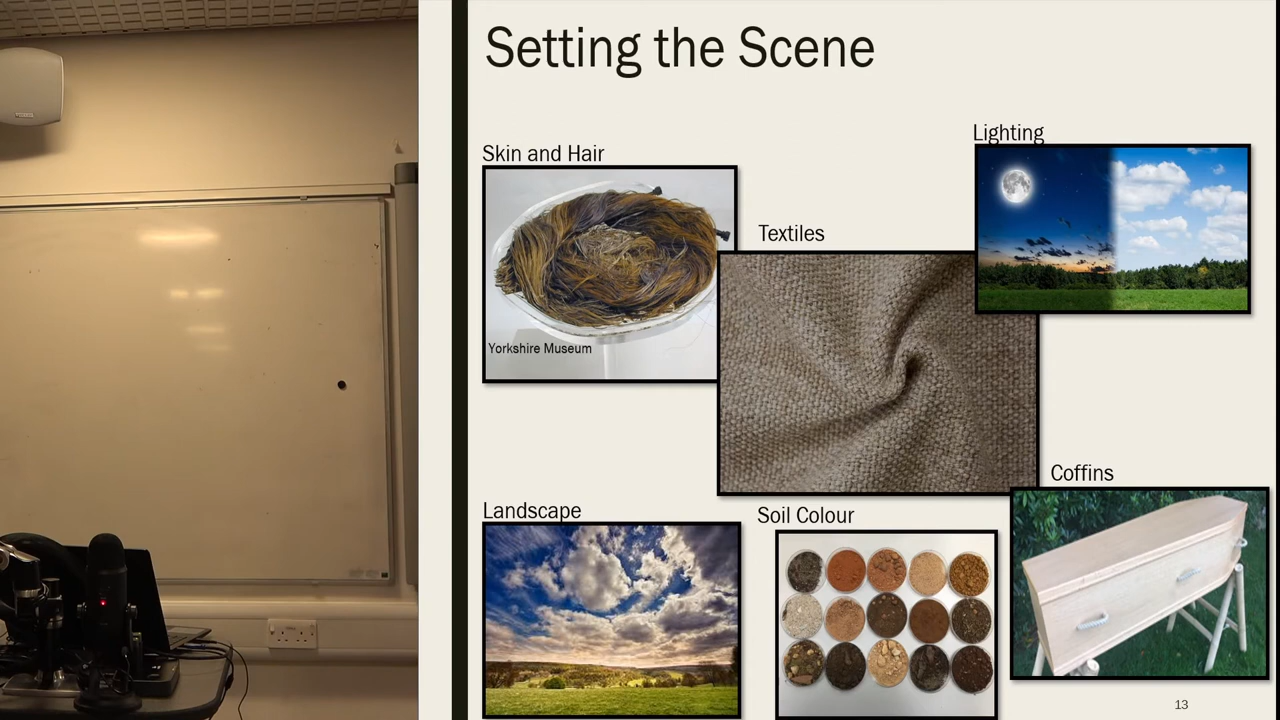 Setting the Scene
Lighting
Skin and Hair
Textiles
Yorkshire Museum
Coffins
Landscape
Soil Colour
13